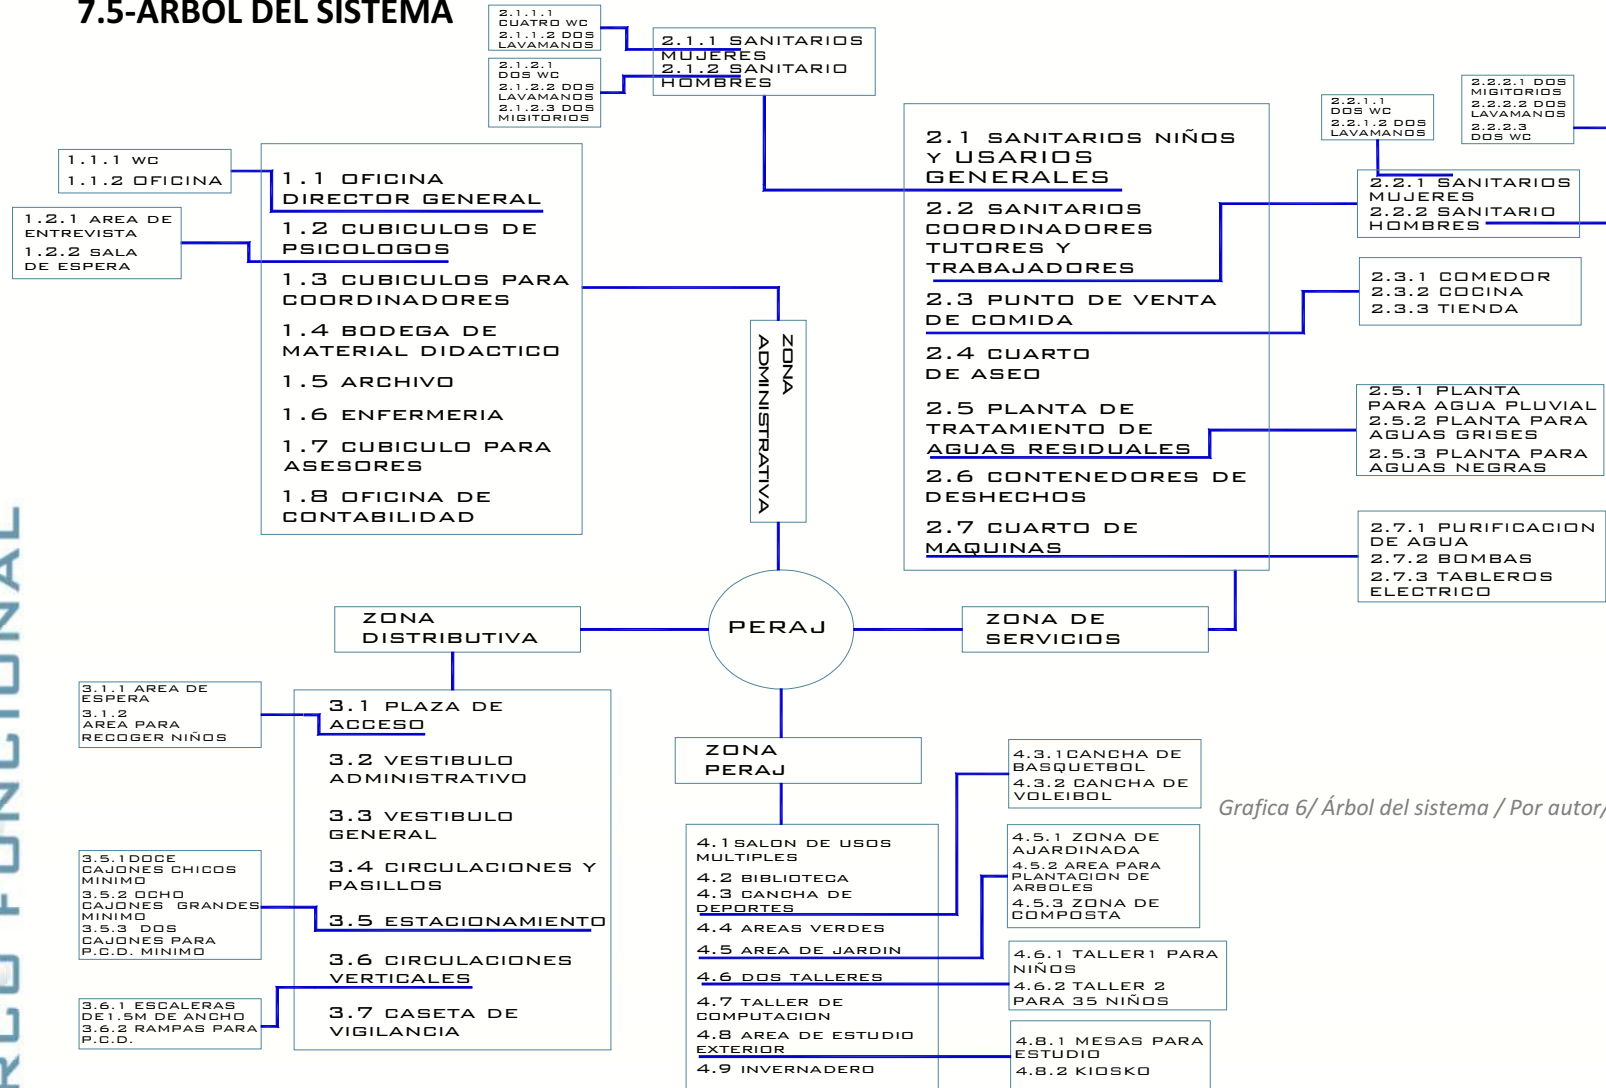 7.5-ARBOL DEL SISTEMA
2.1.1.1
CUATRO WC
2.1.1.2 DOS
LAVAMANOS
2.1.2.1
DOS WC
2.1.2.2 DOS
LAVAMANOS
2.1.2.3 DOS
MIGITORIOS
2.1.1 SANITARIOS
MUJERES
2.1.2 SANITARIO
HOMBRES
1.1.1 WC
1.1.2 OFICINA
1.2.1 AREA DE
ENTREVISTA
1.2.2 SALA
DE ESPERA
1.1 OFICINA
DIRECTOR GENERAL
1.2 CUBICULOS DE
PSICOLOGOS
1.3 CUBICULOS PARA
COORDINADORES
1.4 BODEGA DE
MATERIAL DIDACTICO
1.5 ARCHIVO
1.6 ENFERMERIA
1.7 CUBICULO PARA
ASESORES
1.8 OFICINA DE
CONTABILIDAD
ZONA
ADMINISTRATIVA
2.1 SANITARIOS NIÑOS
Y USARIOS
GENERALES
2.2 SANITARIOS
COORDINADORES
TUTORES Y
TRABAJADORES
2.3 PUNTO DE VENTA
DE COMIDA
2.4 CUARTO
DE ASEO
2.5 PLANTA DE
TRATAMIENTO DE
AGUAS RESIDUALES
2.6 CONTENEDORES DE
DESHECHOS
2.7 CUARTO DE
MAQUINAS
2.2.1.1
DOS WC
2.2.1.2 DOS
LAVAMANOS
2.2.2.1 DOS
MIGITORIOS
2.2.2.2 DOS
LAVAMANOS
2.2.2.3
DOS WC
2.2.1 SANITARIOS
MUJERES
2.2.2 SANITARIO
HOMBRES
2.3.1 COMEDOR
2.3.2 COCINA
2.3.3 TIENDA
2.5.1 PLANTA
PARA AGUA PLUVIAL
2.5.2 PLANTA PARA
AGUAS GRISES
2.5.3 PLANTA PARA
AGUAS NEGRAS
2.7.1 PURIFICACION
DE AGUA
2.7.2 BOMBAS
2.7.3 TABLEROS
ELECTRICO
ZONA
DISTRIBUTIVA
PERAJ
ZONA DE
SERVICIOS
3.1.1 AREA DE
ESPERA
3.1.2
AREA PARA
RECOGER NIÑOS
3.5.1DOCE
CAJONES CHICOS
MINIMO
3.5.2 OCHO
CAJONES GRANDES
MINIMO
3.5.3 DOS
CAJONES PARA
P.C.D. MINIMO
3.6.1 ESCALERAS
DE1.5M DE ANCHO
3.6.2 RAMPAS PARA
P.C.D.
3.1 PLAZA DE
ACCESO
3.2 VESTIBULO
ADMINISTRATIVO
3.3 VESTIBULO
GENERAL
3.4 CIRCULACIONES Y
PASILLOS
3.5 ESTACIONAMIENTO
3.6 CIRCULACIONES
VERTICALES
3.7 CASETA DE
VIGILANCIA
ZONA
PERAJ
4.1SALON DE USOS
MULTIPLES
4.2 BIBLIOTECA
4.3 CANCHA DE
DEPORTES
4.4 AREAS VERDES
4.5 AREA DE JARDIN
4.6 DOS TALLERES
4.7 TALLER DE
COMPUTACION
4.8 AREA DE ESTUDIO
EXTERIOR
4.9 INVERNADERO
4.3.1CANCHA DE
BASQUETBOL
4.3.2 CANCHA DE
VOLEIBOL
4.5.1 ZONA DE
AJARDINADA
4.5.2 AREA PARA
PLANTACION DE
ARBOLES
4.5.3 ZONA DE
COMPOSTA
4.6.1 TALLER1 PARA
NIÑOS
4.6.2 TALLER 2
PARA 35 NIÑOS
4.8.1 MESAS PARA
ESTUDIO
4.8.2 KIOSKO
Grafica 6/ Árbol del sistema / Por autor/
RCO FUNCIONAL